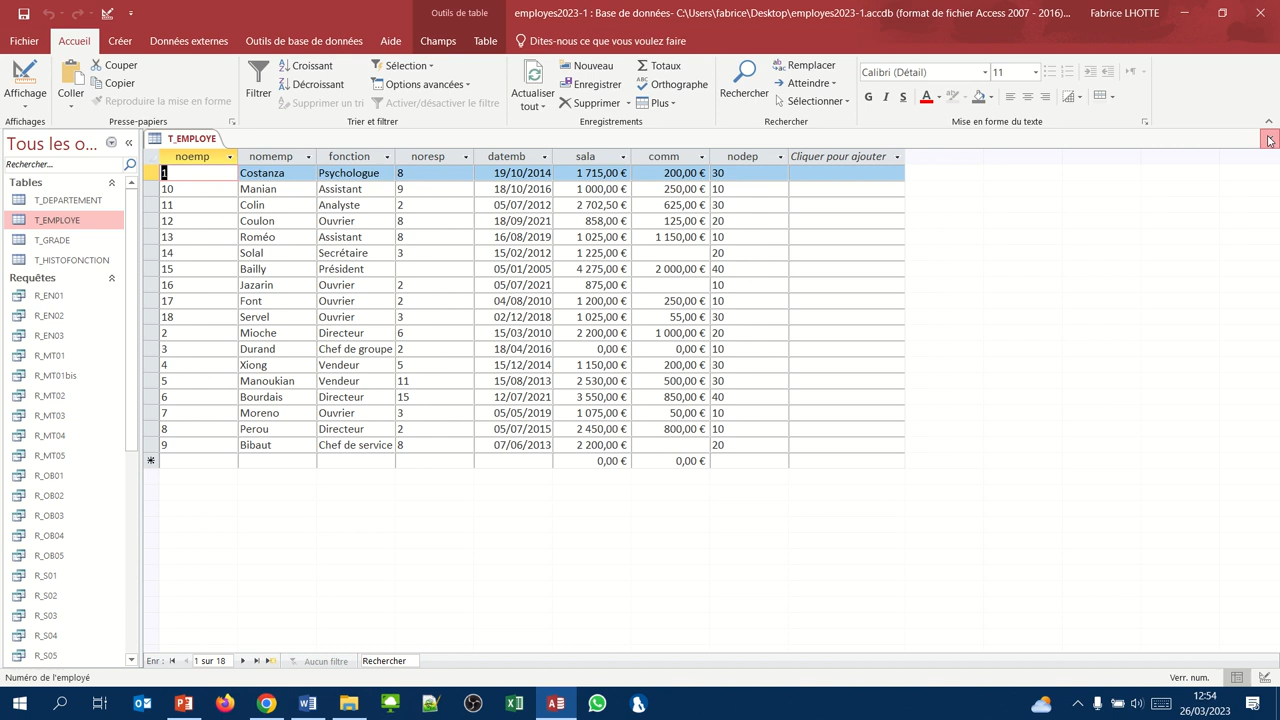 Outils de table
employes2023-1 : Base de données- C:\Users\fabrice\Desktop\employes2023-1.accdb (format de fichier Access 2007 - 2016)...
Fabrice LHOTTE
Fichier Accueil Créer Données externes Outils de base de données Aide Champs Table Dites-nous ce que vous voulez faire
Affichage
Affichages
Coller
Couper
Copier
Reproduire la mise en forme
Presse-papiers
Filtrer
Croissant
Décroissant
Supprimer un tri
Sélection
Options avancées
Activer/désactiver le filtre
Trier et filtrer
Actualiser
tout
Nouveau
Enregistrer
Supprimer
Totaux
Orthographe
Plus
Enregistrements
Rechercher
Remplacer
Atteindre
Sélectionner
Rechercher
Calibri (Détail) 11
G I S A
Mise en forme du texte
Tous les o...
Rechercher...
Tables
T_DEPARTEMENT
T_EMPLOYE
T_GRADE
T_HISTOFONCTION
Requêtes
R_EN01
R_EN02
R_EN03
R_MT01
R_MT01bis
R_MT02
R_MT03
R_MT04
R_MT05
R_OB01
R_OB02
R_OB03
R_OB04
R_OB05
R_S01
R_S02
R_S03
R_S04
R_S05
T_EMPLOYE
noemp nomemp fonction noresp datemb sala comm nodep Cliquer pour ajouter
1 Costanza Psychologue 8 19/10/2014 1 715,00 € 200,00 € 30
10 Manian Assistant 9 18/10/2016 1 000,00 € 250,00 € 10
11 Colin Analyste 2 05/07/2012 2 702,50 € 625,00 € 30
12 Coulon Ouvrier 8 18/09/2021 858,00 € 125,00 € 20
13 Roméo Assistant 8 16/08/2019 1 025,00 € 1 150,00 € 10
14 Solal Secrétaire 3 15/02/2012 1 225,00 € 20
15 Bailly Président 05/01/2005 4 275,00 € 2 000,00 € 40
16 Jazarin Ouvrier 2 05/07/2021 875,00 € 10
17 Font Ouvrier 2 04/08/2010 1 200,00 € 250,00 € 10
18 Servel Ouvrier 3 02/12/2018 1 025,00 € 55,00 € 30
2 Mioche Directeur 6 15/03/2010 2 200,00 € 1 000,00 € 20
3 Durand Chef de groupe 2 18/04/2016 0,00 € 0,00 € 10
4 Xiong Vendeur 5 15/12/2014 1 150,00 € 200,00 € 30
5 Manoukian Vendeur 11 15/08/2013 2 530,00 € 500,00 € 30
6 Bourdais Directeur 15 12/07/2021 3 550,00 € 850,00 € 40
7 Moreno Ouvrier 3 05/05/2019 1 075,00 € 50,00 € 10
8 Perou Directeur 2 05/07/2015 2 450,00 € 800,00 € 10
9 Bibaut Chef de service 8 07/06/2013 2 200,00 € 20
0,00 € 0,00 €
Enr : 1 sur 18 Aucun filtre Rechercher
Numéro de l'employé
Verr. num.
12:54
26/03/2023